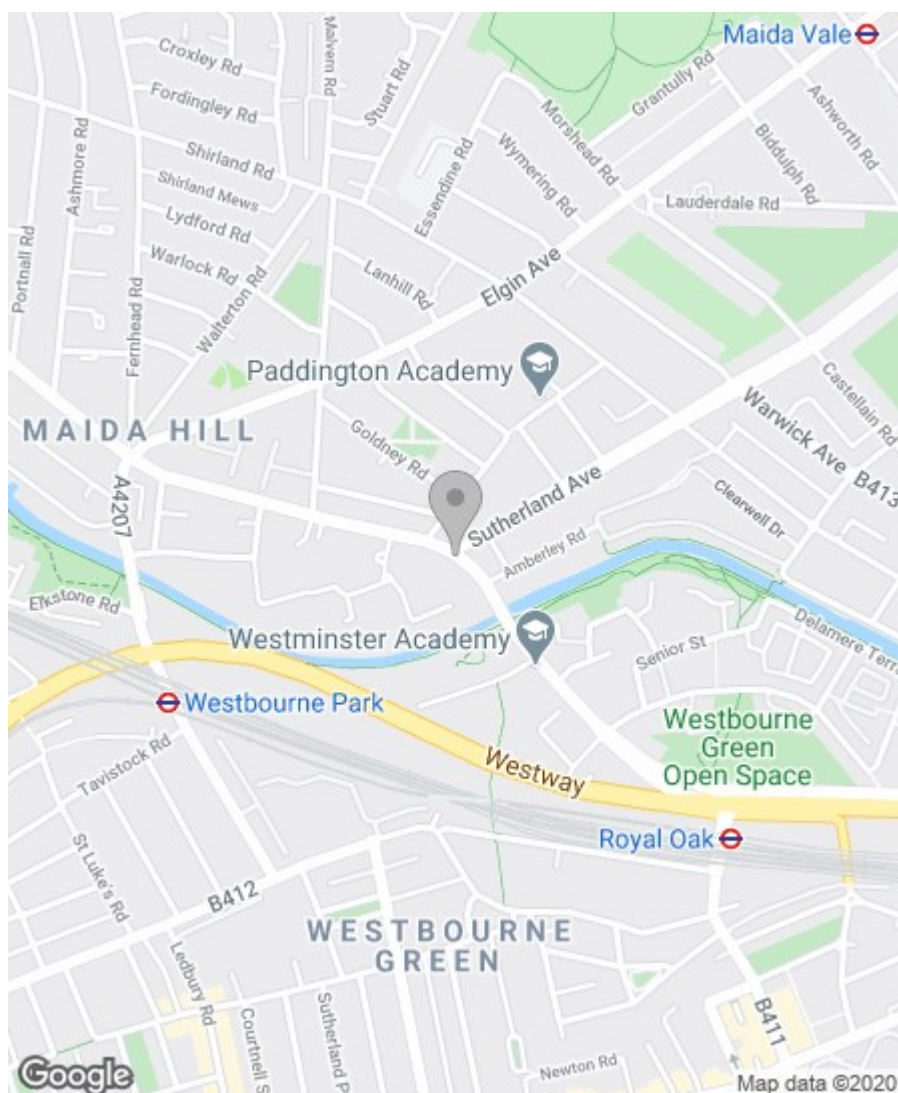 Maida Vale
Croxley Rd
Malvern Rd
Stuart Rd
Grantully Rd
Fordingley Rd
Morshead Rd
Ashworth Rd
Ashmore Rd
Shirland Rd
Essendine Rd
Wymering Rd
Biddulph Rd
Shirland Mews
Lauderdale Rd
Lydford Rd
Portnall Rd
Warlock Rd
Lanhill Rd
Elgin Ave
Fernhead Rd
Walterton Rd
Paddington Academy
Castellain Rd
MAIDA HILL
Goldney Rd
Warwick Ave
B413
A4207
Sutherland Ave
Clearwell Dr
Amberley Rd
Elkstone Rd
Westminster Academy
Senior St
Delamere Terra
Westbourne Park
Westbourne
Green
Open Space
Tavistock Rd
Westway
Royal Oak
St Luke's Rd
B412
WESTBOURNE
GREEN
Ledbury Rd
Sutherland P
Courtnell S
B411
Newton Rd
Google
Map data ©2020